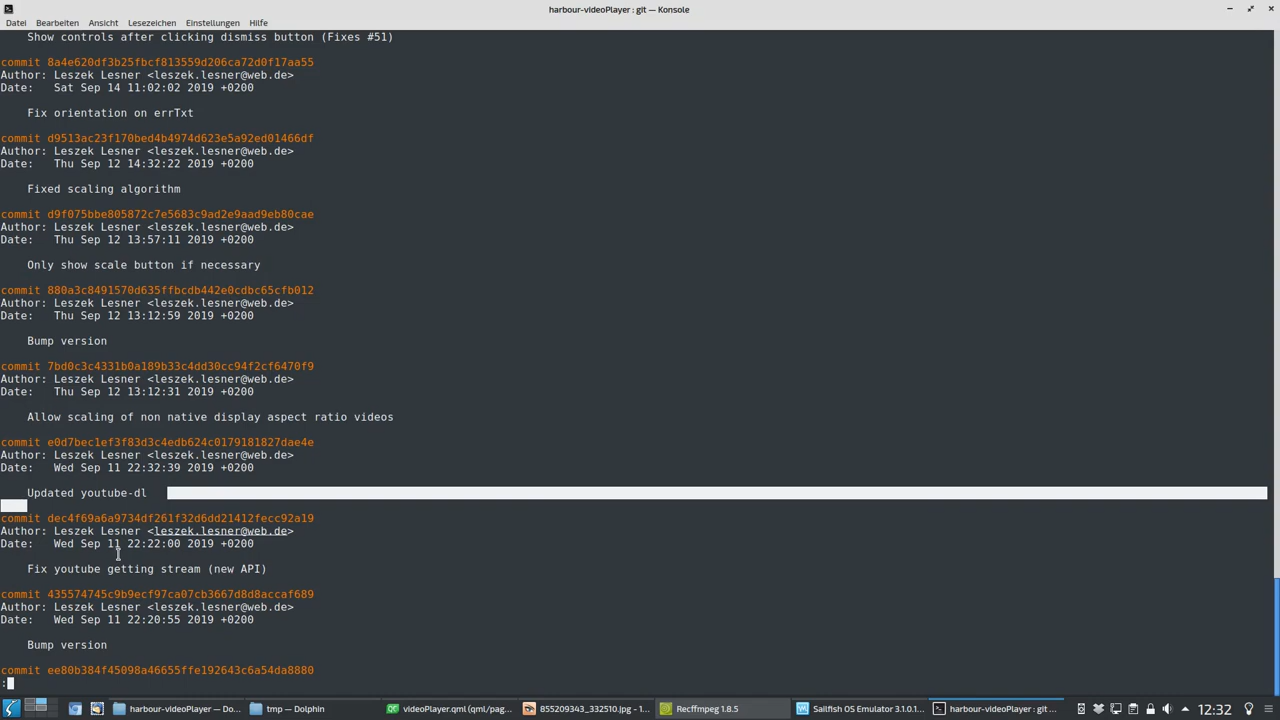 harbour-videoPlayer : git — Konsole
Datei Bearbeiten Ansicht Lesezeichen Einstellungen Hilfe
Show controls after clicking dismiss button (Fixes #51)
commit 8a4e620df3b25fbcf813559d206ca72d0f17aa55
Author: Leszek Lesner <leszek.lesner@web.de>
Date: Sat Sep 14 11:02:02 2019 +0200
Fix orientation on errTxt
commit d9513ac23f170bed4b4974d623e5a92ed01466df
Author: Leszek Lesner <leszek.lesner@web.de>
Date: Thu Sep 12 14:32:22 2019 +0200
Fixed scaling algorithm
commit d9f075bbe805872c7e5683c9ad2e9aad9eb80cae
Author: Leszek Lesner <leszek.lesner@web.de>
Date: Thu Sep 12 13:57:11 2019 +0200
Only show scale button if necessary
commit 880a3c8491570d635ffbcdb442e0cdbc65cfb012
Author: Leszek Lesner <leszek.lesner@web.de>
Date: Thu Sep 12 13:12:59 2019 +0200
Bump version
commit 7bd0c3c4331b0a189b33c4dd30cc94f2cf6470f9
Author: Leszek Lesner <leszek.lesner@web.de>
Date: Thu Sep 12 13:12:31 2019 +0200
Allow scaling of non native display aspect ratio videos
commit e0d7bec1ef3f83d3c4edb624c0179181827dae4e
Author: Leszek Lesner <leszek.lesner@web.de>
Date: Wed Sep 11 22:32:39 2019 +0200
Updated youtube-dl
commit dec4f69a6a9734df261f32d6dd21412fecc92a19
Author: Leszek Lesner <leszek.lesner@web.de>
Date: Wed Sep 11 22:22:00 2019 +0200
Fix youtube getting stream (new API)
commit 435574745c9b9ecf97ca07cb3667d8d8accaf689
Author: Leszek Lesner <leszek.lesner@web.de>
Date: Wed Sep 11 22:20:55 2019 +0200
Bump version
commit ee80b384f45098a46655ffe192643c6a54da8880
:
harbour-videoPlayer — Do... tmp — Dolphin videoPlayer.qml (qml/pag... 855209343_332510.jpg - 1... Recffmpeg 1.8.5 Sailfish OS Emulator 3.1.0.1... harbour-videoPlayer : git ... 12:32